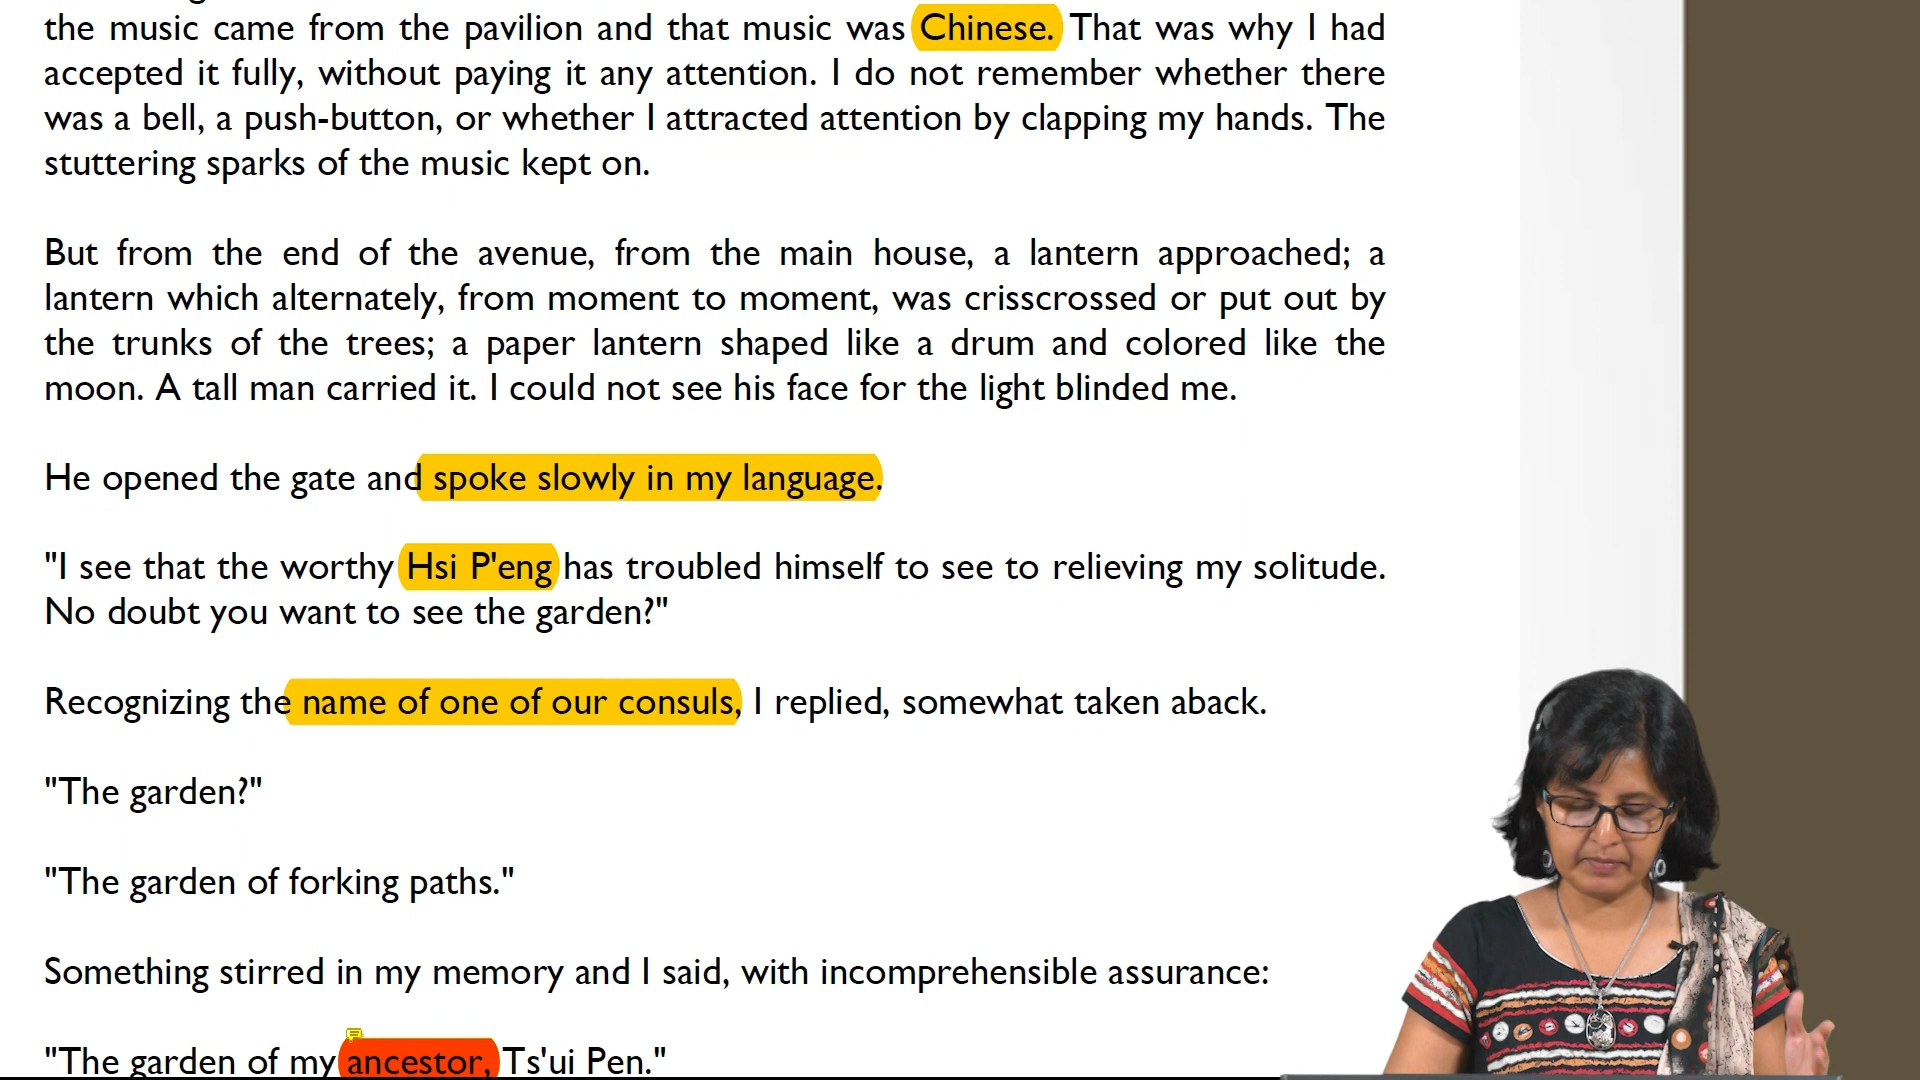 the music came from the pavilion and that music was Chinese. That was why I had
accepted it fully, without paying it any attention. I do not remember whether there
was a bell, a push-button, or whether I attracted attention by clapping my hands. The
stuttering sparks of the music kept on.
But from the end of the avenue, from the main house, a lantern approached; a
lantern which alternately, from moment to moment, was crisscrossed or put out by
the trunks of the trees; a paper lantern shaped like a drum and colored like the
moon. A tall man carried it. I could not see his face for the light blinded me.
He opened the gate and spoke slowly in my language.
"I see that the worthy Hsi P'eng has troubled himself to see to relieving my solitude.
No doubt you want to see the garden?"
Recognizing the name of one of our consuls, I replied, somewhat taken aback.
"The garden?"
"The garden of forking paths."
Something stirred in my memory and I said, with incomprehensible assurance:
"The garden of my ancestor, Ts'ui Pen."